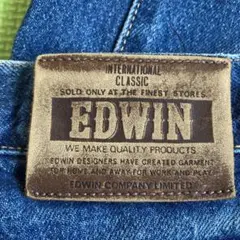 INTERNATIONAL
CLASSIC
SOLD ONLY AT THE FINEST STORES
EDWIN
WE MAKE QUALITY PRODUCTS
EDWIN DESIGNERS HAVE CREATED GARMENT
FOR HOME AND AWAY FOR WORK AND PLAY
EDWIN COMPANY LIMITED